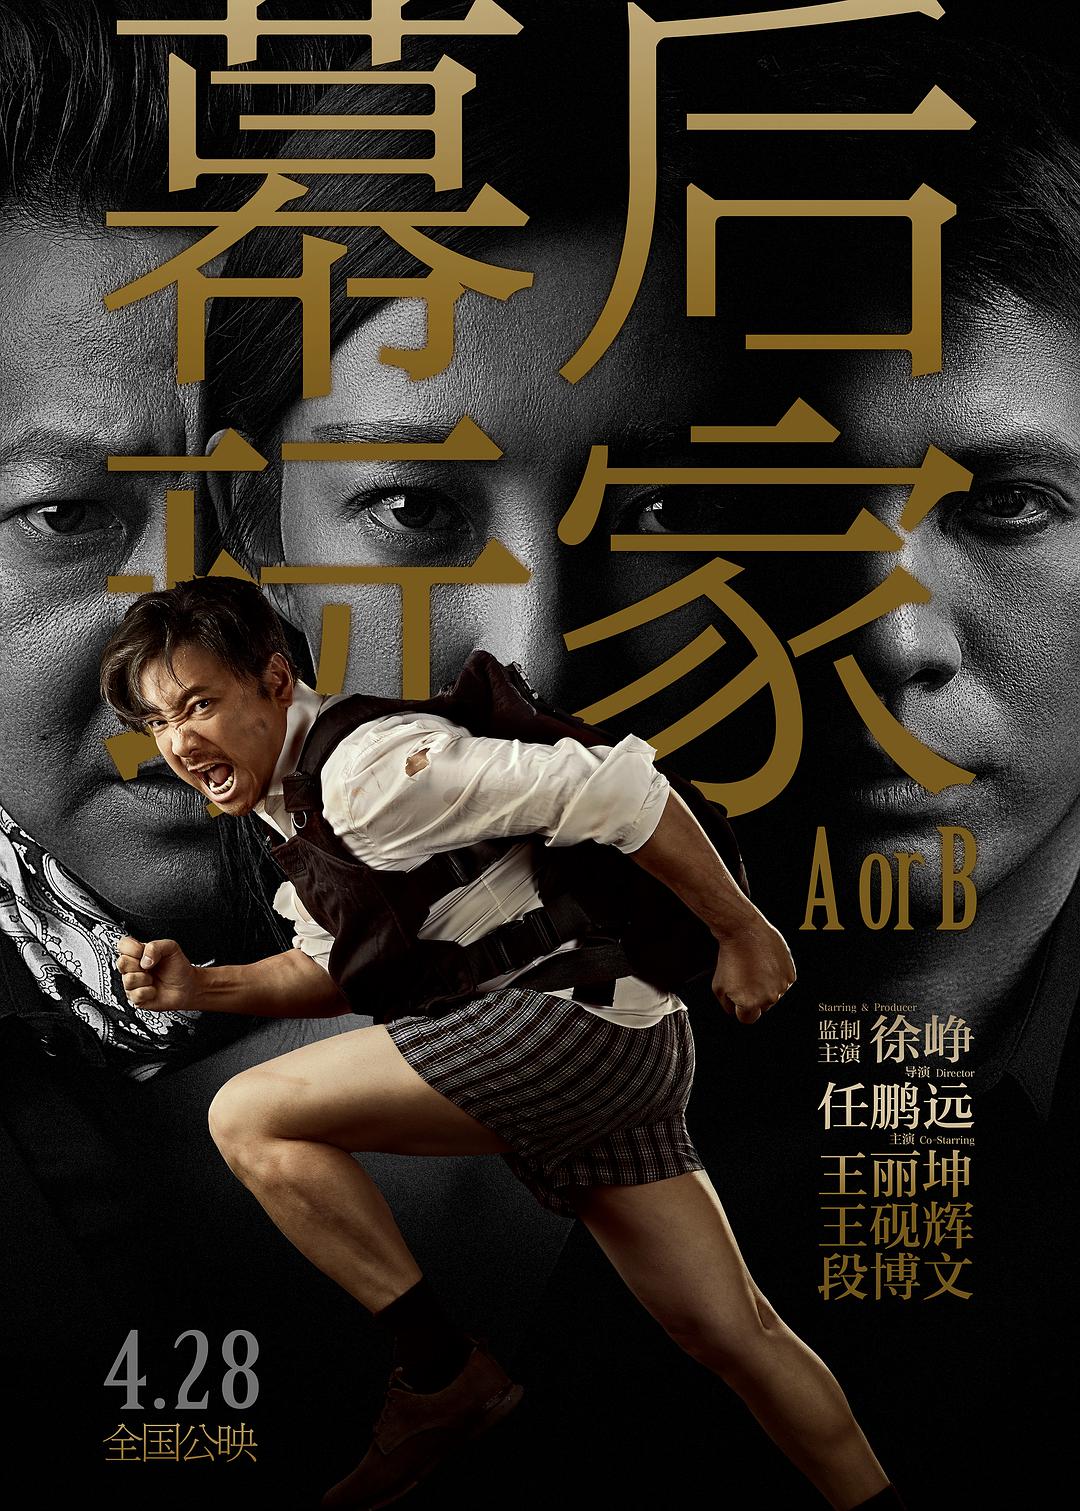 幕后
玩家
A or B
Starring & Producer
监制
主演 徐峥
导演 Director
任鹏远
主演 Co-Starring
王丽坤
王砚辉
段博文
4.28
全国公映